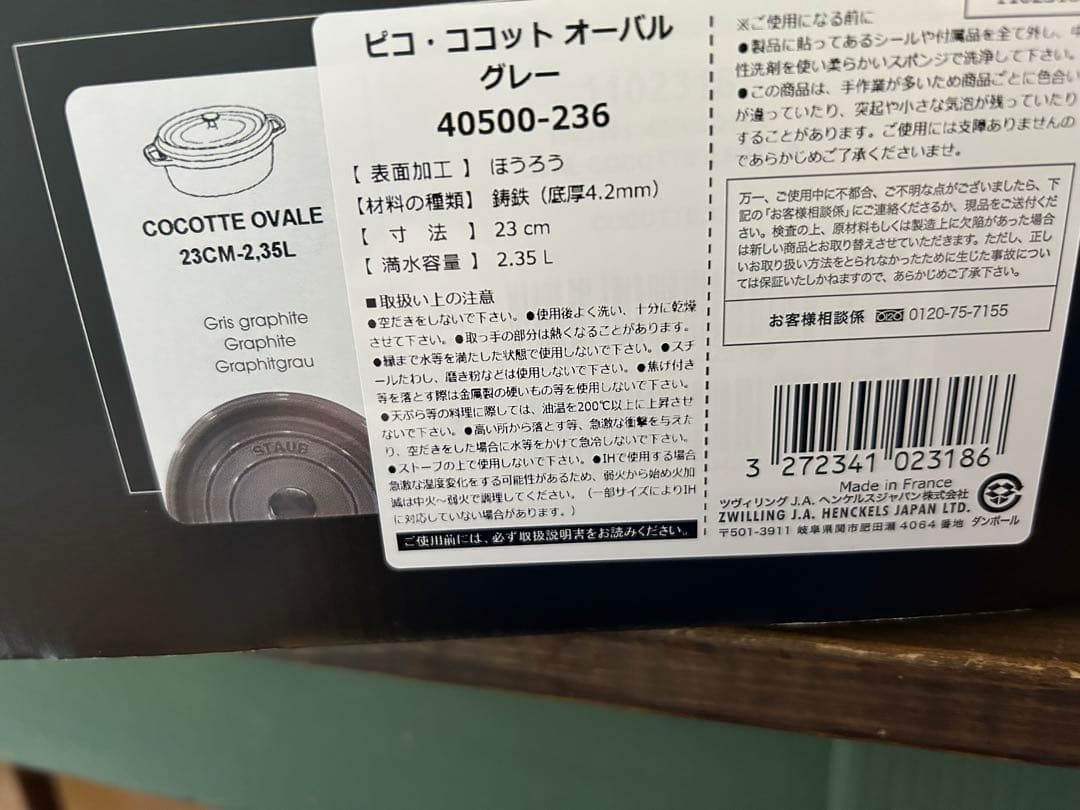 COCOTTE OVALE
23CM-2,35L
Gris graphite
Graphite
Graphitgrau
STAUB
ピコ・ココット オーバル
グレー
40500-236
【 表面加工 】 ほうろう
【材料の種類】 鋳鉄（底厚4.2mm）
【 寸 法 】 23 cm
【 満水容量 】 2.35 L
■取扱い上の注意
●空だきをしないで下さい。●使用後よく洗い、十分に乾燥
させて下さい。●取っ手の部分は熱くなることがあります。
●縁まで水等を満たした状態で使用しないで下さい。●スチ
ールたわし、磨き粉などは使用しないで下さい。●焦げ付き
等を落とす際は金属製の硬いもの等を使用しないで下さい。
●天ぷら等の料理に際しては、油温を200℃以上に上昇させ
ないで下さい。●高い所から落とす等、急激な衝撃を与えた
り、空だきをした場合に水等をかけて急冷しないで下さい。
●ストーブの上で使用しないで下さい。●IHで使用する場合
急激な温度変化をする可能性があるため、弱火から始め火加
減は中火～弱火で調理してください。（一部サイズによりIH
に対応していない場合があります。）
ご使用前には、必ず取扱説明書をお読みください。
※ご使用になる前に
●製品に貼ってあるシールや付属品を全て外し、中
性洗剤を使い柔らかいスポンジで洗浄して下さい。
●この商品は、手作業が多いため商品ごとに色合い
が違っていたり、突起や小さな気泡が残っていたり
することがあります。ご使用には支障ありませんの
であらかじめご了承くださいませ。
万一、ご使用中に不都合、ご不明な点がございましたら、下
記の「お客様相談係」にご連絡くださるか、現品をご送付くだ
さい。検査の上、原材料もしくは製造上に欠陥があった場合
は新しい商品とお取り替えさせていただきます。ただし、正し
いお取り扱い方法をとられなかったために生じた事故につい
ては保証いたしかねますので、あらかじめご了承下さい。
お客様相談係 0120-75-7155
3 272341 023186
Made in France
ツヴィリング J.A. ヘンケルスジャパン株式会社
ZWILLING J.A. HENCKELS JAPAN LTD.
〒501-3911 岐阜県関市肥田瀬 4064 番地
ダンボール